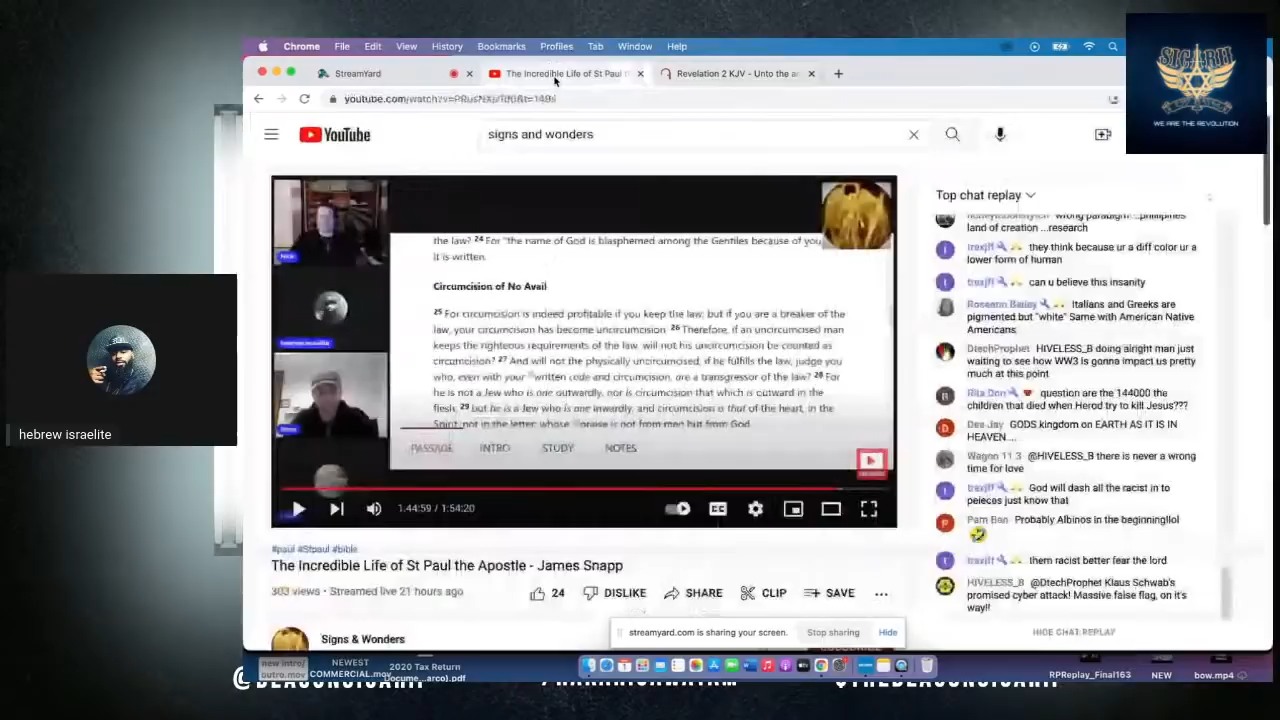 Chrome File Edit View History Bookmarks Profiles Tab Window Help
StreamYard
The Incredible Life of St Paul
Revelation 2 KJV - Unto the
SICARII
WE ARE THE REVOLUTION
YouTube
signs and wonders
Top chat replay
the law? 24 For "the name of God is blasphemed among the Gentiles because of you,
it is written.
Circumcision of No Avail
25 For circumcision is indeed profitable if you keep the law; but if you are a breaker of the
law, your circumcision has become uncircumcision. 26 Therefore, if an uncircumcised man
keeps the righteous requirements of the law, will not his uncircumcision be counted as
circumcision? 27 And will not the physically uncircumcised, if he fulfills the law, judge you
who, even with your written code and circumcision, are a transgressor of the law? 28 For
he is not a Jew who is one outwardly, nor is circumcision that which is outward in the
flesh; 29 but he is a Jew who is one inwardly; and circumcision is that of the heart, in the
Spirit, not in the letter; whose praise is not from men but from God.
PASSAGE INTRO STUDY NOTES
1:44:59 / 1:54:20
wrong paradigm ...phillipines
land of creation ...research
trexjff they think because ur a diff color ur a
lower form of human
trexjff can u believe this insanity
Roseann Bailey Italians and Greeks are
pigmented but "white" Same with American Native
Americans
DtechProphet HIVELESS_B doing alright man just
waiting to see how WW3 Is gonna impact us pretty
much at this point
Rita Don question are the 144000 the
children that died when Herod try to kill Jesus???
Dee Jay GODS kingdom on EARTH AS IT IS IN
HEAVEN....
Wagon 11.3 @HIVELESS_B there is never a wrong
time for love
trexjff God will dash all the racist in to
peieces just know that
Pam Ban Probably Albinos in the beginninglol
trexjff them racist better fear the lord
HIVELESS_B @DtechProphet Klaus Schwab's
promised cyber attack! Massive false flag, on it's
way!!
HIDE CHAT REPLAY
hebrew israelite
#paul #Stpaul #bible
The Incredible Life of St Paul the Apostle - James Snapp
303 views • Streamed live 21 hours ago
24 DISLIKE SHARE CLIP SAVE
Signs & Wonders
streamyard.com is sharing your screen. Stop sharing Hide
new intro/
outro.mov
NEWEST
COMMERCIAL.mov
2020 Tax Return
Docume...arco).pdf
RPReplay_Final163
NEW
bow.mp4